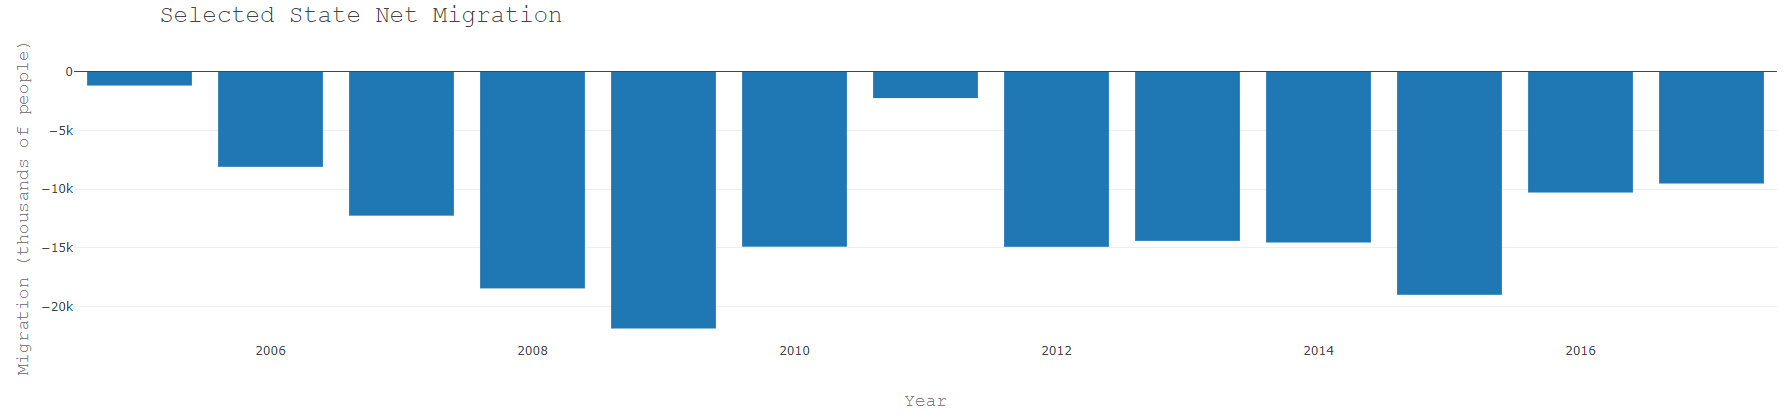 Selected State Net Migration
Migration (thousands of people)
0
−5k
−10k
−15k
−20k
2006
2008
2010
2012
2014
2016
Year